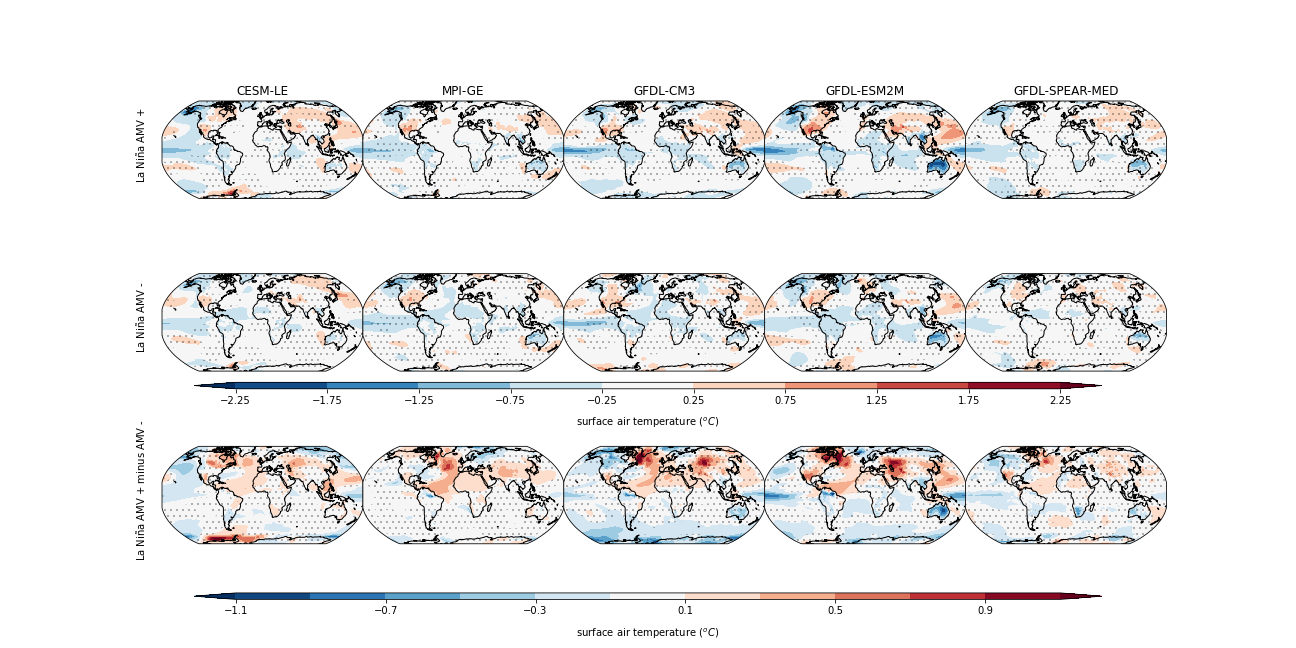 CESM-LE MPI-GE GFDL-CM3 GFDL-ESM2M GFDL-SPEAR-MED
La Niña AMV +
La Niña AMV -
−2.25 −1.75 −1.25 −0.75 −0.25 0.25 0.75 1.25 1.75 2.25
surface air temperature (°C)
La Niña AMV + minus AMV -
−1.1 −0.7 −0.3 0.1 0.5 0.9
surface air temperature (°C)